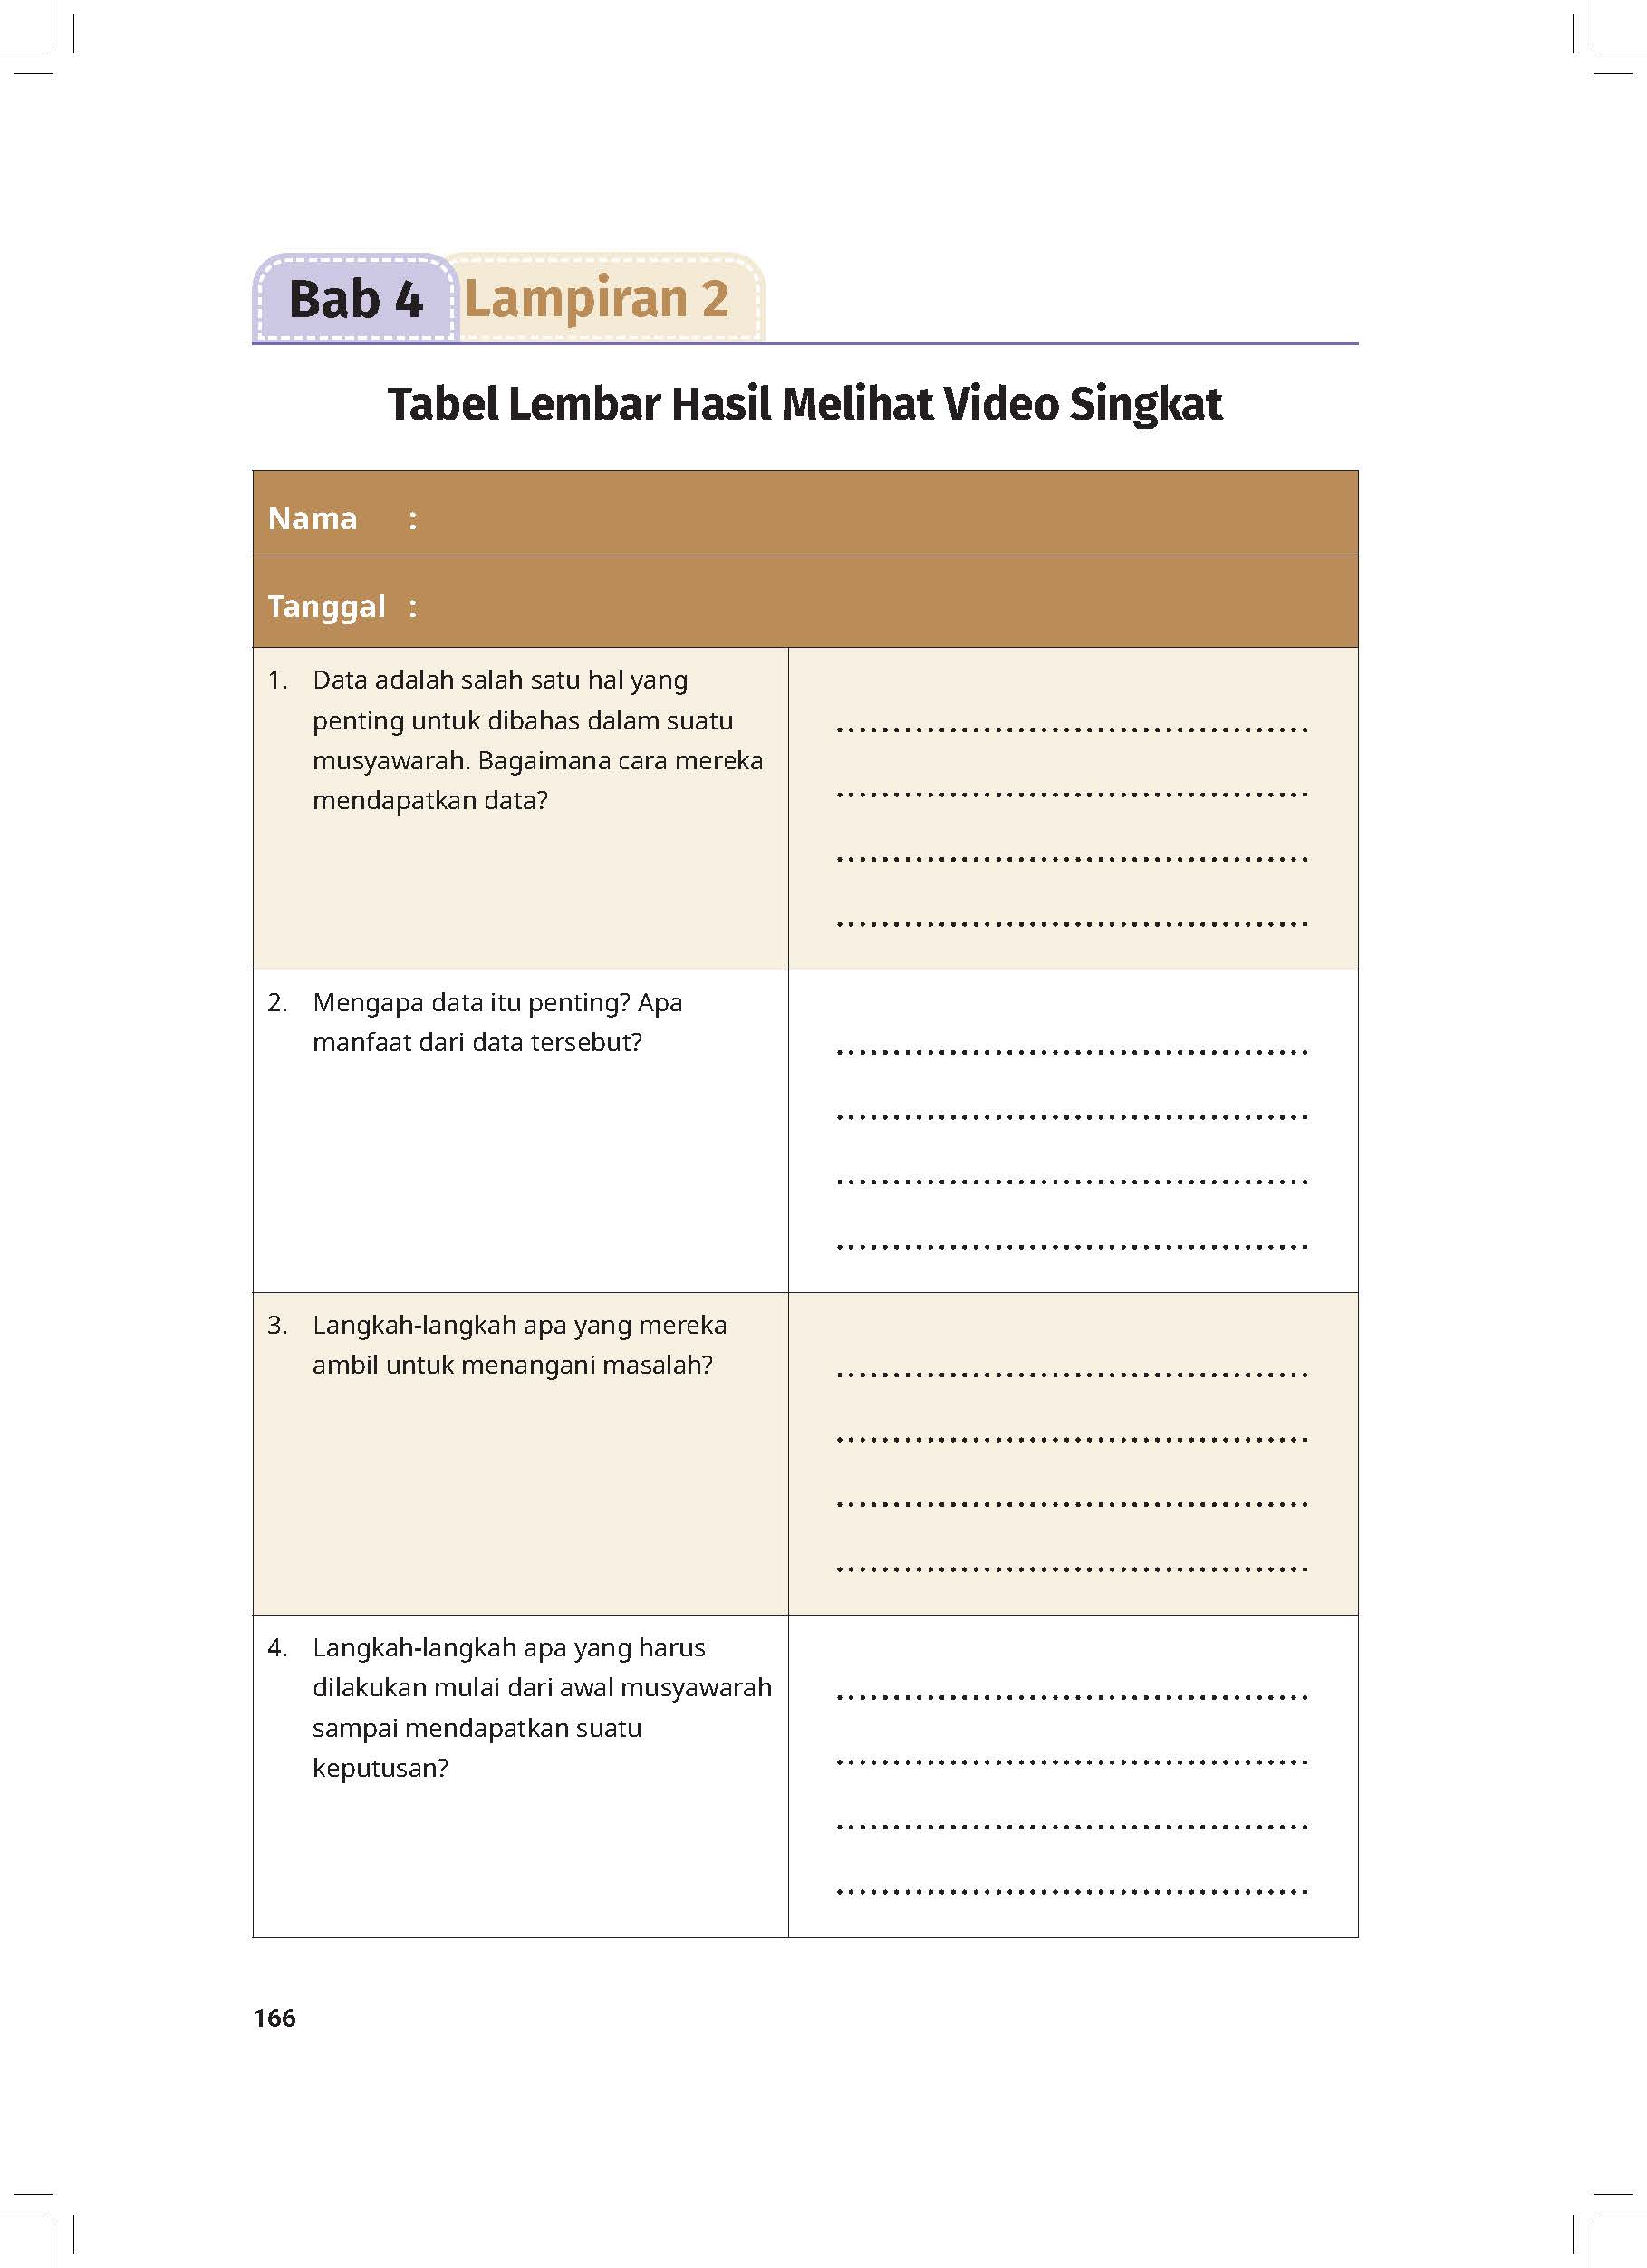 Bab 4 Lampiran 2
Tabel Lembar Hasil Melihat Video Singkat
Nama :
Tanggal :
1. Data adalah salah satu hal yang
penting untuk dibahas dalam suatu
musyawarah. Bagaimana cara mereka
mendapatkan data?
........................................
........................................
........................................
........................................
2. Mengapa data itu penting? Apa
manfaat dari data tersebut?
........................................
........................................
........................................
........................................
3. Langkah-langkah apa yang mereka
ambil untuk menangani masalah?
........................................
........................................
........................................
........................................
4. Langkah-langkah apa yang harus
dilakukan mulai dari awal musyawarah
sampai mendapatkan suatu
keputusan?
........................................
........................................
........................................
........................................
166